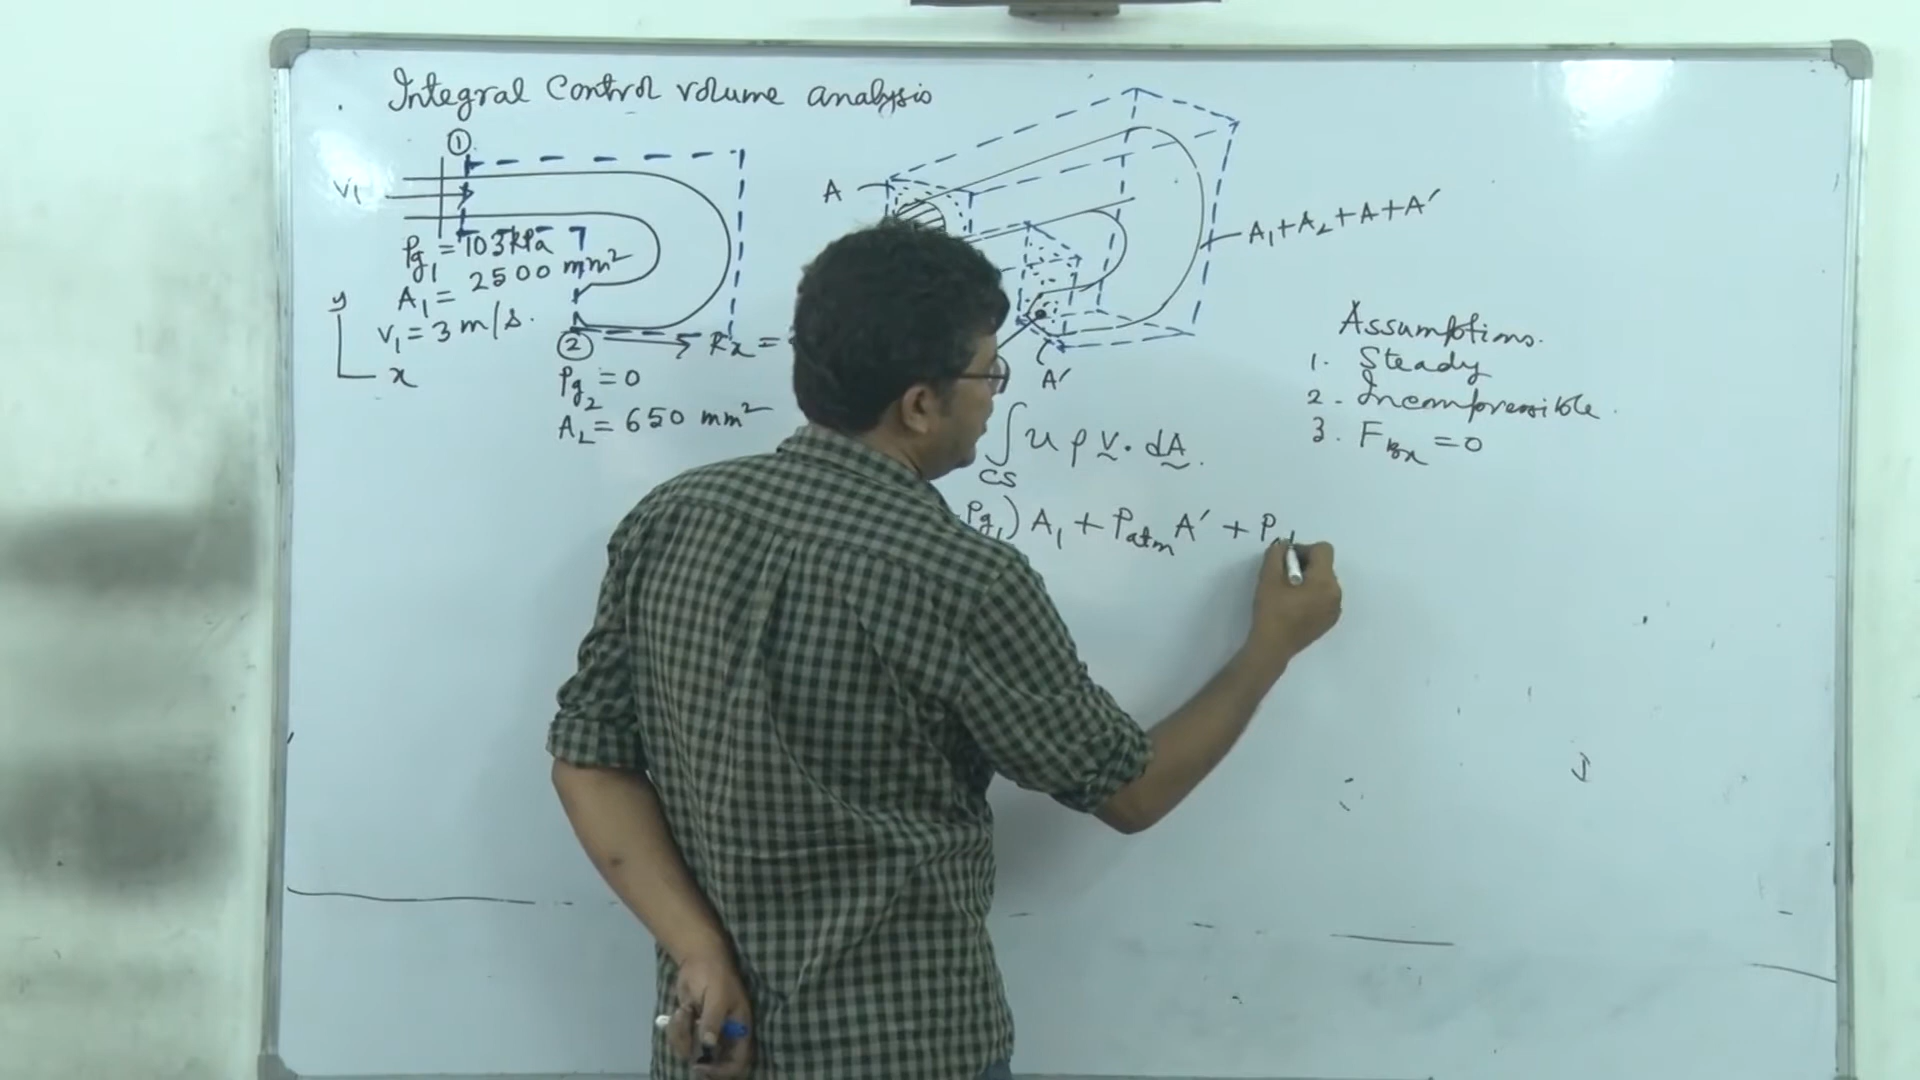 Integral Control volume analysis
①
V₁
Pg₁ = 103 kPa
A₁ = 2500 mm²
V₁ = 3 m/s.
y
x
②
Rx =
Pg₂ = 0
A₂ = 650 mm²
A
A₁+A₂+A+A′
A′
∫CS u ρ V · dA.
Pg₁) A₁ + Patm A′ + P
Assumptions.
1. Steady
2. Incompressible.
3. FBx = 0